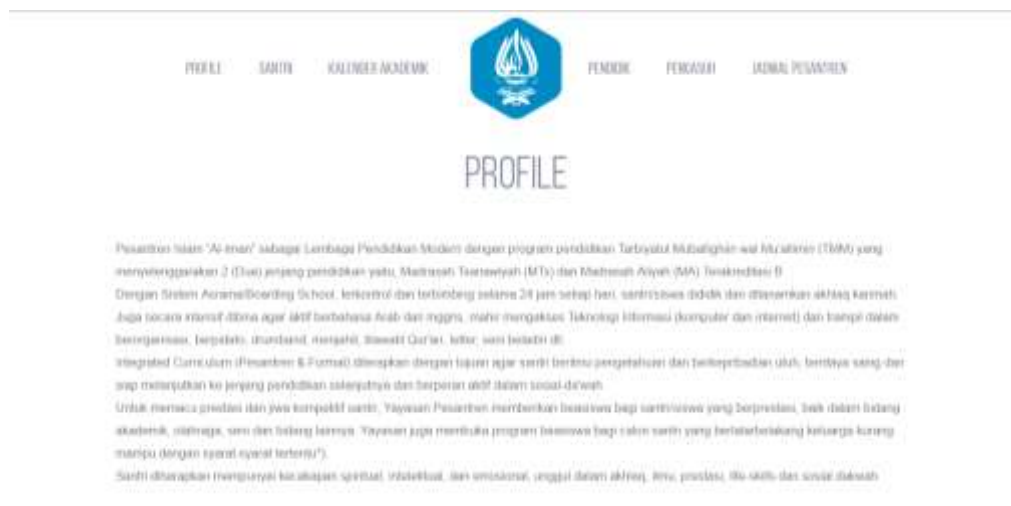 PROFILE SANTRI KALENDER AKADEMIK PENDIDIK PENGASUH JADWAL PESANTREN
PROFILE
Pesantren Islam "Al-Iman" sebagai Lembaga Pendidikan Modern dengan program pendidikan Tarbiyatul Mubalighin wal Mu'allimin (TMM) yang
menyelenggarakan 2 (Dua) jenjang pendidikan yaitu, Madrasah Tsanawiyah (MTs) dan Madrasah Aliyah (MA) Terakreditasi B
Dengan Sistem Asrama/Boarding School, terkontrol dan terbimbing selama 24 jam setiap hari, santri/siswa dididik dan ditanamkan akhlaq karimah.
Juga secara intensif dibina agar aktif berbahasa Arab dan Inggris, mahir mengakses Teknologi Informasi (komputer dan internet) dan trampil dalam
berorganisasi, berpidato, drumband, menjahit, tilawatil Qur'an, seni beladiri dll.
Integrated Curriculum (Pesantren & Formal) diterapkan dengan tujuan agar santri berilmu pengetahuan dan berkepribadian utuh, dan
siap melanjutkan ke jenjang pendidikan selanjutnya dan berperan aktif dalam sosial-da'wah
Untuk memacu prestasi dan jiwa kompetitif santri, Yayasan Pesantren memberikan beasiswa bagi santri/siswa yang berprestasi, baik dalam bidang
akademik, olahraga, seni dan bidang lainnya. Yayasan juga membuka program beasiswa bagi calon santri yang berlatarbelakang keluarga kurang
mampu dengan syarat-syarat tertentu*).
Santri diharapkan mempunyai kecakapan spiritual, intelektual, dan emosional, unggul dalam akhlaq, ilmu, prestasi, life skills dan sosial dakwah